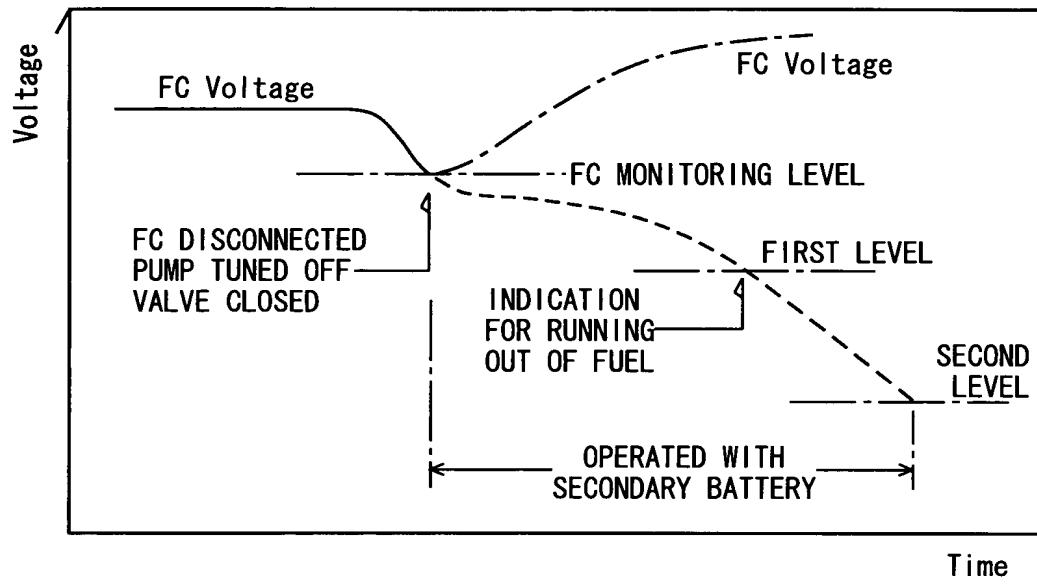 Voltage
FC Voltage
FC Voltage
FC MONITORING LEVEL
FC DISCONNECTED
PUMP TUNED OFF
VALVE CLOSED
FIRST LEVEL
INDICATION
FOR RUNNING
OUT OF FUEL
SECOND
LEVEL
OPERATED WITH
SECONDARY BATTERY
Time